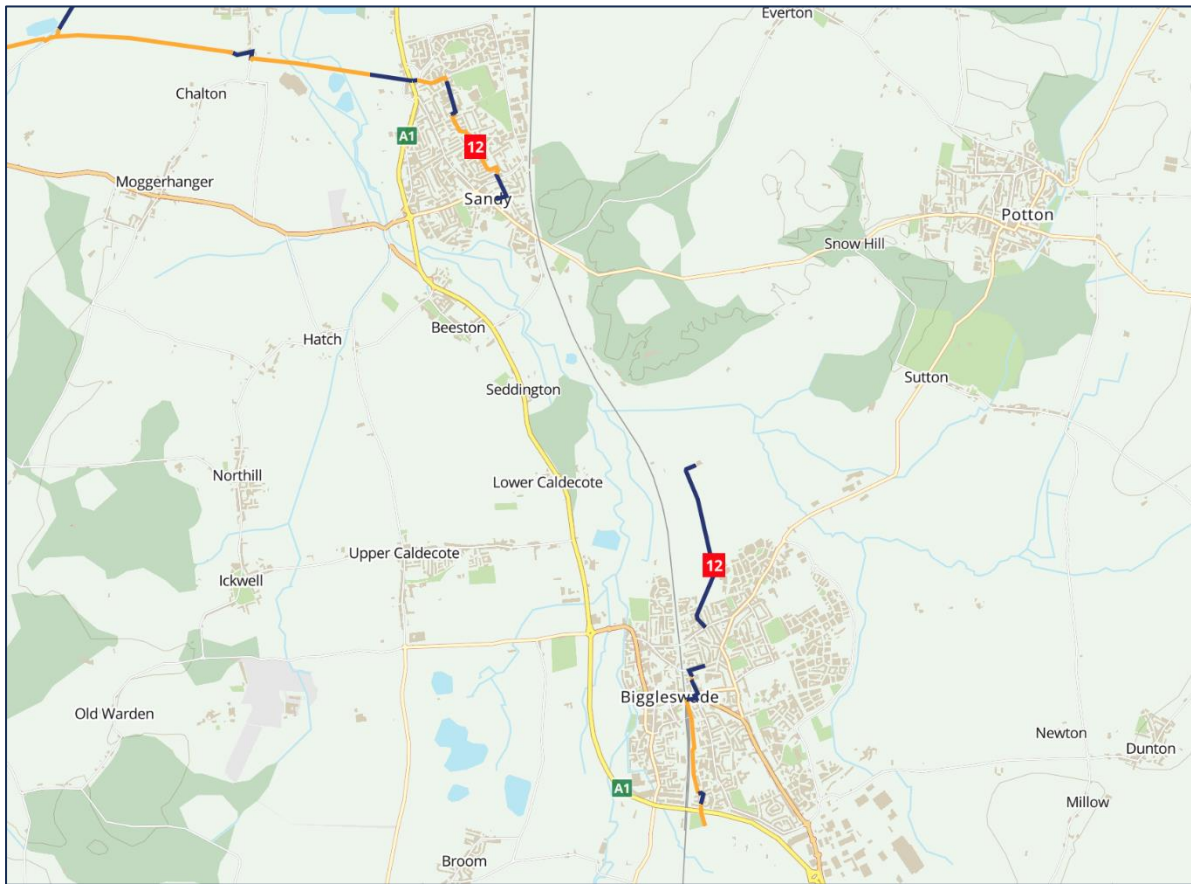 Everton
Chalton
A1
12
Moggerhanger
Sandy
Potton
Snow Hill
Beeston
Hatch
Sutton
Seddington
Northill
Lower Caldecote
Upper Caldecote
12
Ickwell
Biggleswade
Old Warden
Newton
Dunton
A1
Millow
Broom